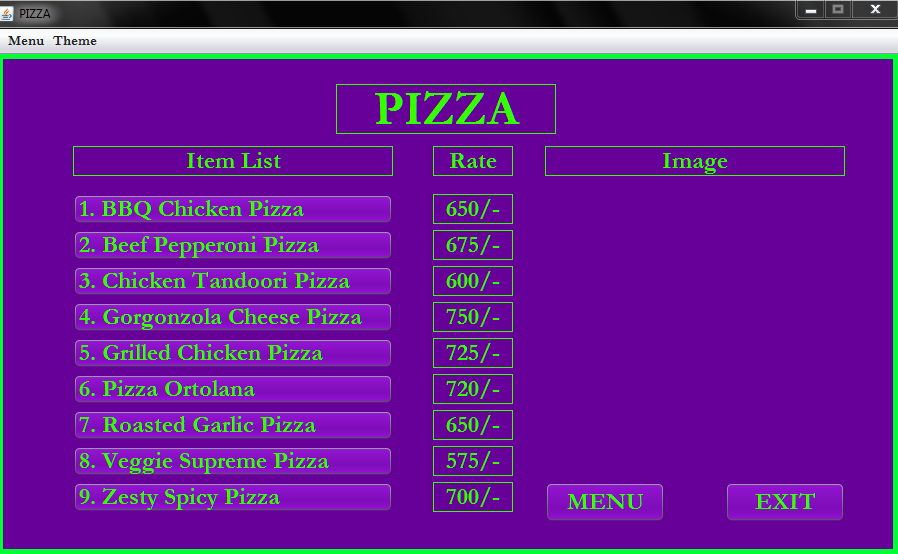 PIZZA
Menu Theme
PIZZA
Item List Rate Image
1. BBQ Chicken Pizza 650/-
2. Beef Pepperoni Pizza 675/-
3. Chicken Tandoori Pizza 600/-
4. Gorgonzola Cheese Pizza 750/-
5. Grilled Chicken Pizza 725/-
6. Pizza Ortolana 720/-
7. Roasted Garlic Pizza 650/-
8. Veggie Supreme Pizza 575/-
9. Zesty Spicy Pizza 700/-
MENU EXIT